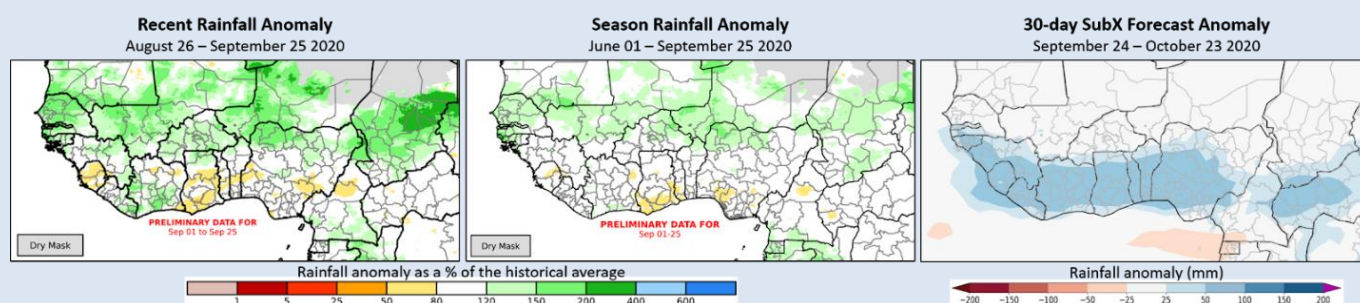 Recent Rainfall Anomaly
August 26 – September 25 2020
PRELIMINARY DATA FOR
Sep 01 to Sep 25
Dry Mask
Season Rainfall Anomaly
June 01 – September 25 2020
PRELIMINARY DATA FOR
Sep 01-25
Dry Mask
30-day SubX Forecast Anomaly
September 24 – October 23 2020
Rainfall anomaly as a % of the historical average
1 5 25 50 80 120 150 200 400 600
Rainfall anomaly (mm)
−200 −150 −100 −50 −25 25 50 100 150 200